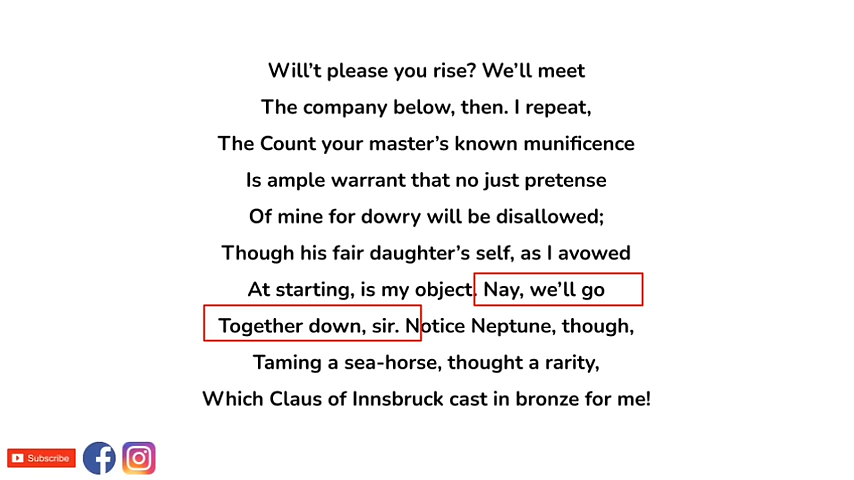 Will’t please you rise? We’ll meet
The company below, then. I repeat,
The Count your master’s known munificence
Is ample warrant that no just pretense
Of mine for dowry will be disallowed;
Though his fair daughter’s self, as I avowed
At starting, is my object. Nay, we’ll go
Together down, sir. Notice Neptune, though,
Taming a sea-horse, thought a rarity,
Which Claus of Innsbruck cast in bronze for me!
Subscribe